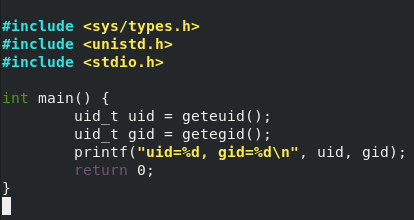 #include <sys/types.h>
#include <unistd.h>
#include <stdio.h>

int main() {
        uid_t uid = geteuid();
        uid_t gid = getegid();
        printf("uid=%d, gid=%d\n", uid, gid);
        return 0;
}